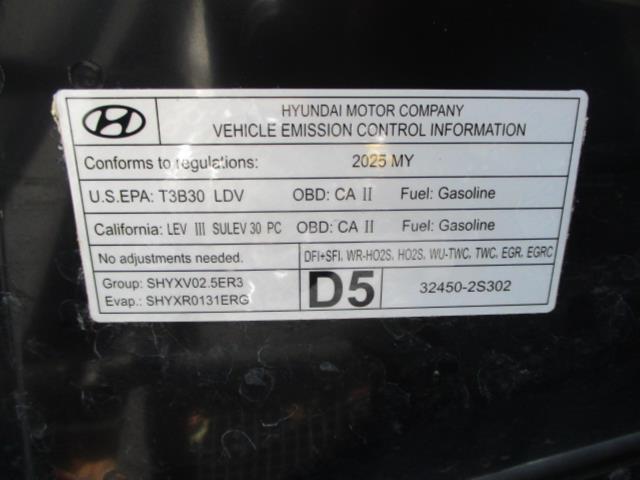 HYUNDAI MOTOR COMPANY
VEHICLE EMISSION CONTROL INFORMATION
Conforms to regulations: 2025 MY
U.S.EPA: T3B30 LDV OBD: CA II Fuel: Gasoline
California: LEV III SULEV 30 PC OBD: CA II Fuel: Gasoline
No adjustments needed. DFI+SFI, WR-HO2S, HO2S, WU-TWC, TWC, EGR, EGRC
Group: SHYXV02.5ER3
Evap.: SHYXR0131ERG
D5
32450-2S302